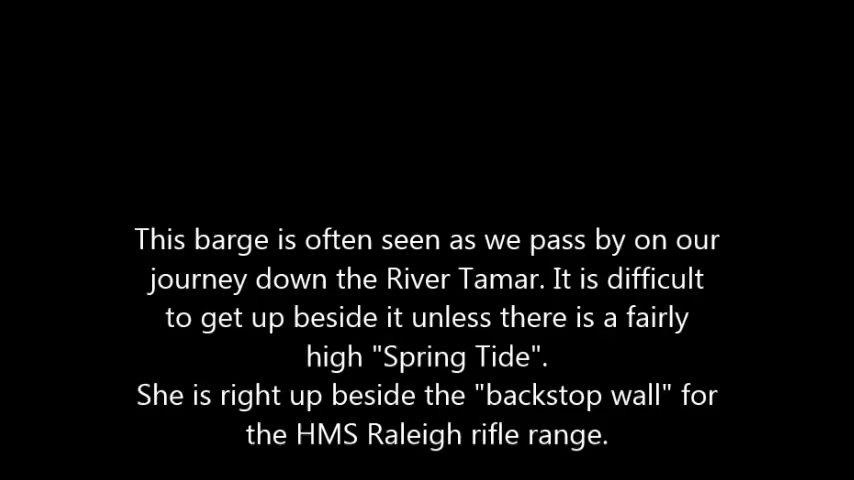 This barge is often seen as we pass by on our
journey down the River Tamar. It is difficult
to get up beside it unless there is a fairly
high "Spring Tide".
She is right up beside the "backstop wall" for
the HMS Raleigh rifle range.